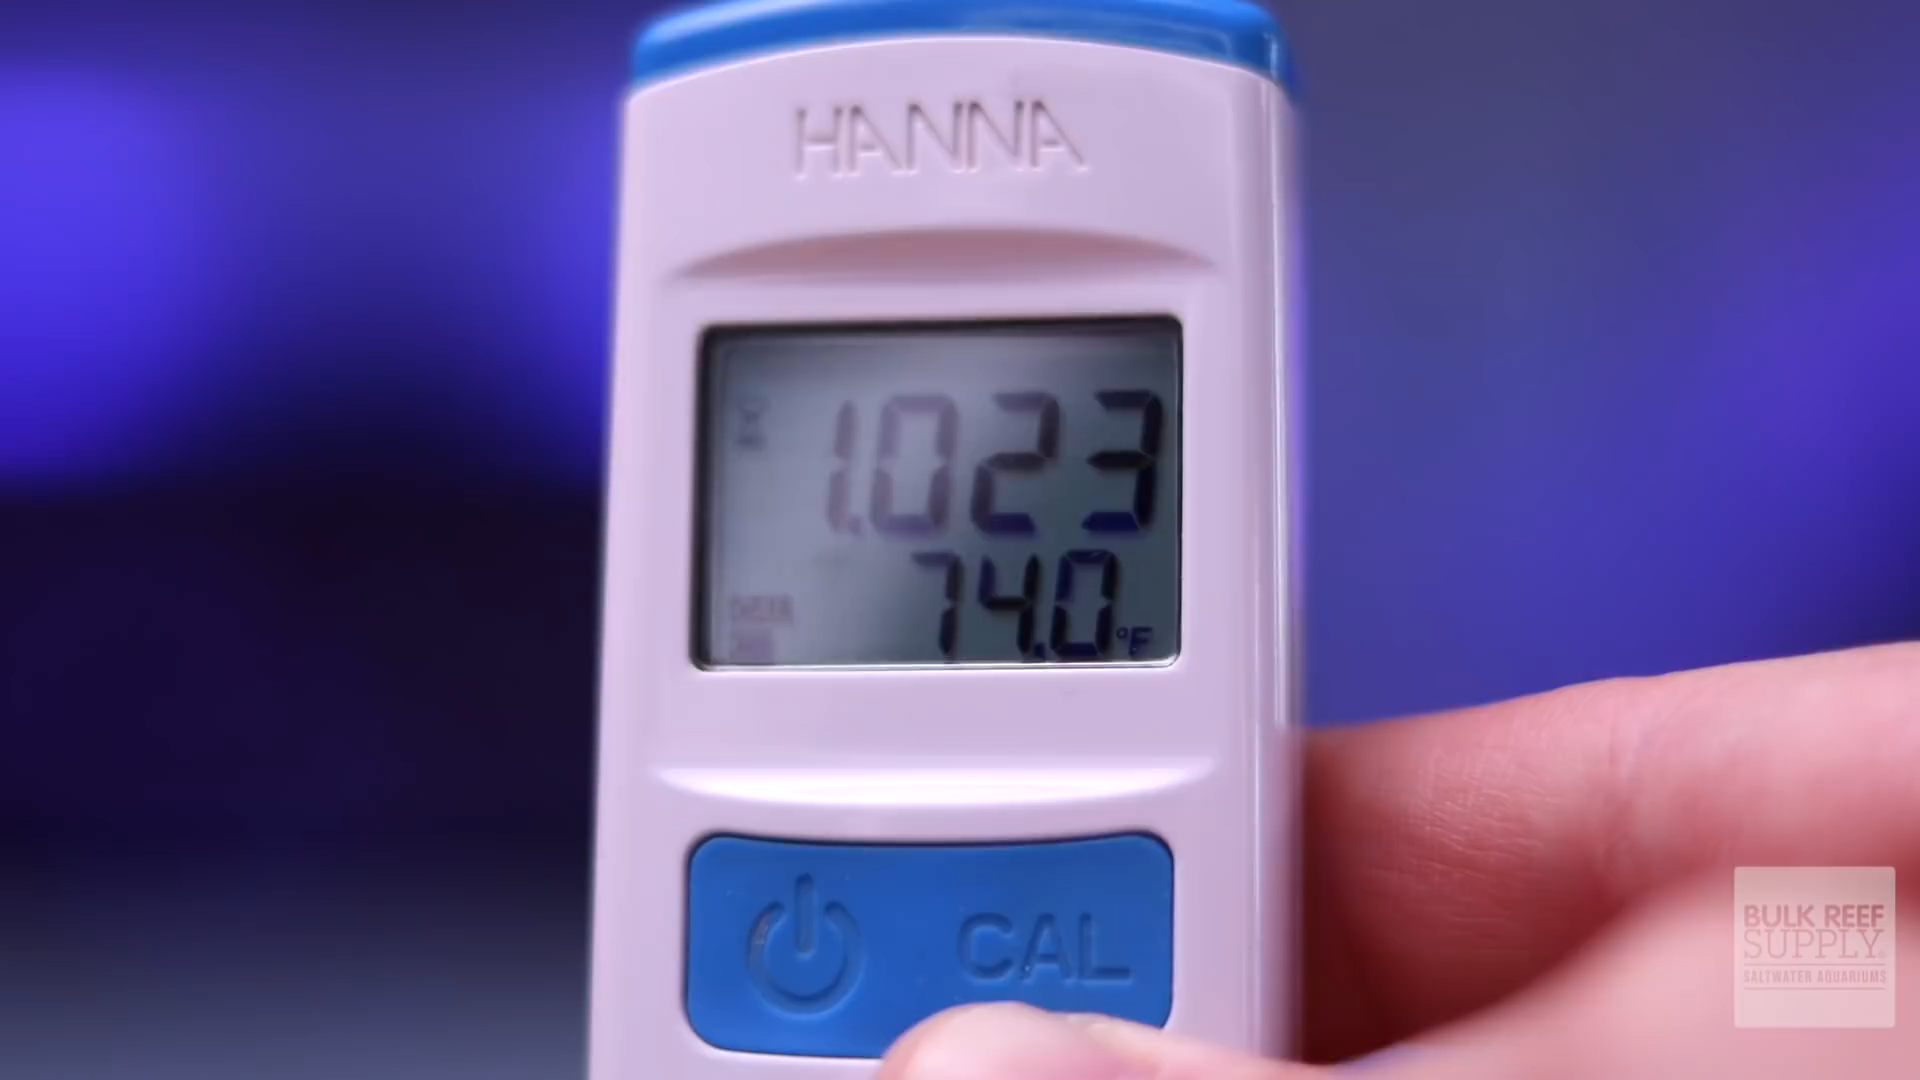 HANNA
1.023
74.0°F
CAL
BULK REEF
SUPPLY
SALTWATER AQUARIUMS